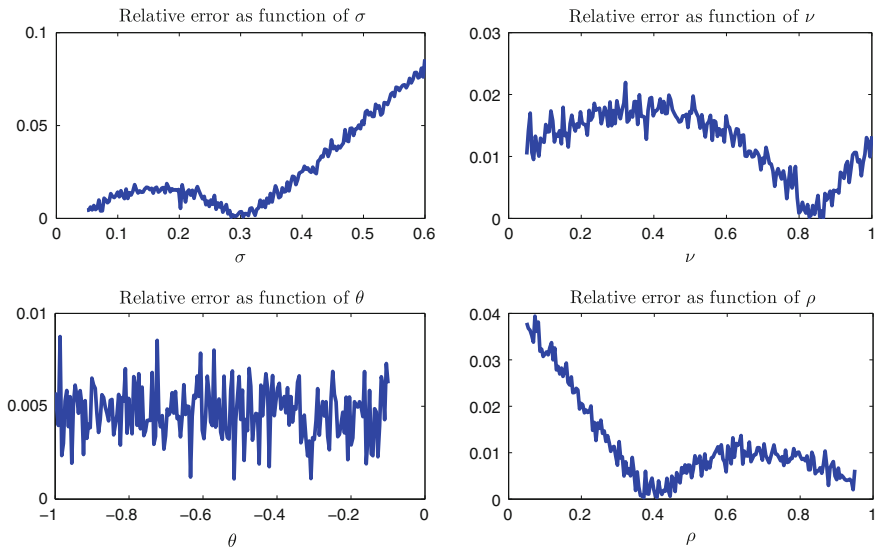 Relative error as function of σ
0.1
0.05
0
0 0.1 0.2 0.3 0.4 0.5 0.6
σ
Relative error as function of ν
0.03
0.02
0.01
0
0 0.2 0.4 0.6 0.8 1
ν
Relative error as function of θ
0.01
0.005
0
−1 −0.8 −0.6 −0.4 −0.2 0
θ
Relative error as function of ρ
0.04
0.03
0.02
0.01
0
0 0.2 0.4 0.6 0.8 1
ρ